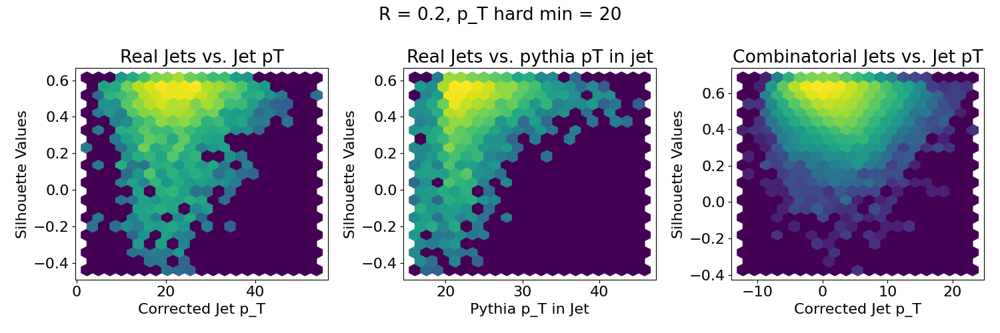 R = 0.2, p_T hard min = 20
Real Jets vs. Jet pT
Silhouette Values
0.6
0.4
0.2
0.0
−0.2
−0.4
0 20 40
Corrected Jet p_T
Real Jets vs. pythia pT in jet
Silhouette Values
0.6
0.4
0.2
0.0
−0.2
−0.4
20 30 40
Pythia p_T in Jet
Combinatorial Jets vs. Jet pT
Silhouette Values
0.6
0.4
0.2
0.0
−0.2
−0.4
−10 0 10 20
Corrected Jet p_T